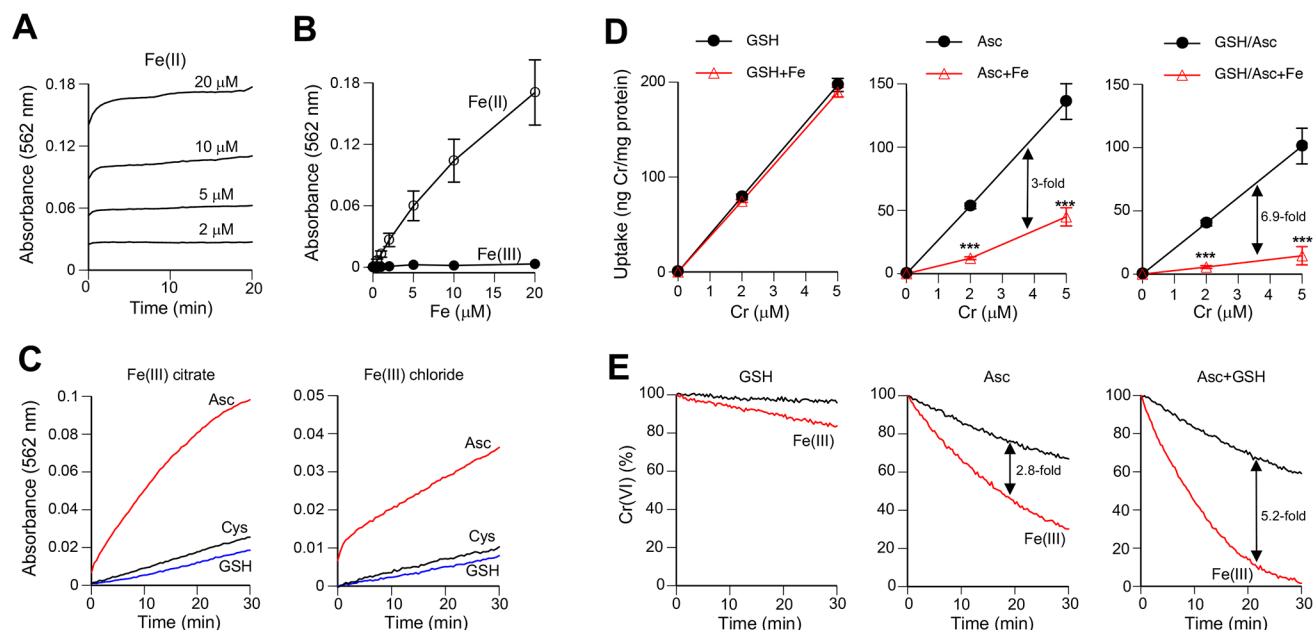 A
Fe(II)
Absorbance (562 nm)
0.18
0.12
0.06
0
20 μM
10 μM
5 μM
2 μM
0
10
20
Time (min)
B
Absorbance (562 nm)
0.18
0.12
0.06
0
Fe(II)
Fe(III)
0
5
10
15
20
Fe (μM)
C
Fe(III) citrate
Absorbance (562 nm)
0.1
0.08
0.06
0.04
0.02
0
Asc
Cys
GSH
0
10
20
30
Time (min)
Fe(III) chloride
0.05
0.04
0.03
0.02
0.01
0
Asc
Cys
GSH
0
10
20
30
Time (min)
D
GSH
GSH+Fe
Uptake (ng Cr/mg protein)
200
150
100
50
0
0
1
2
3
4
5
Cr (μM)
Asc
Asc+Fe
150
100
50
0
3-fold
***
***
0
1
2
3
4
5
Cr (μM)
GSH/Asc
GSH/Asc+Fe
150
100
50
0
6.9-fold
***
***
0
1
2
3
4
5
Cr (μM)
E
GSH
Cr(VI) (%)
100
80
60
40
100
0
Fe(III)
0
10
20
30
Time (min)
Asc
100
80
60
40
20
0
2.8-fold
Fe(III)
0
10
20
30
Time (min)
Asc+GSH
100
80
60
40
20
0
5.2-fold
Fe(III)
0
10
20
30
Time (min)